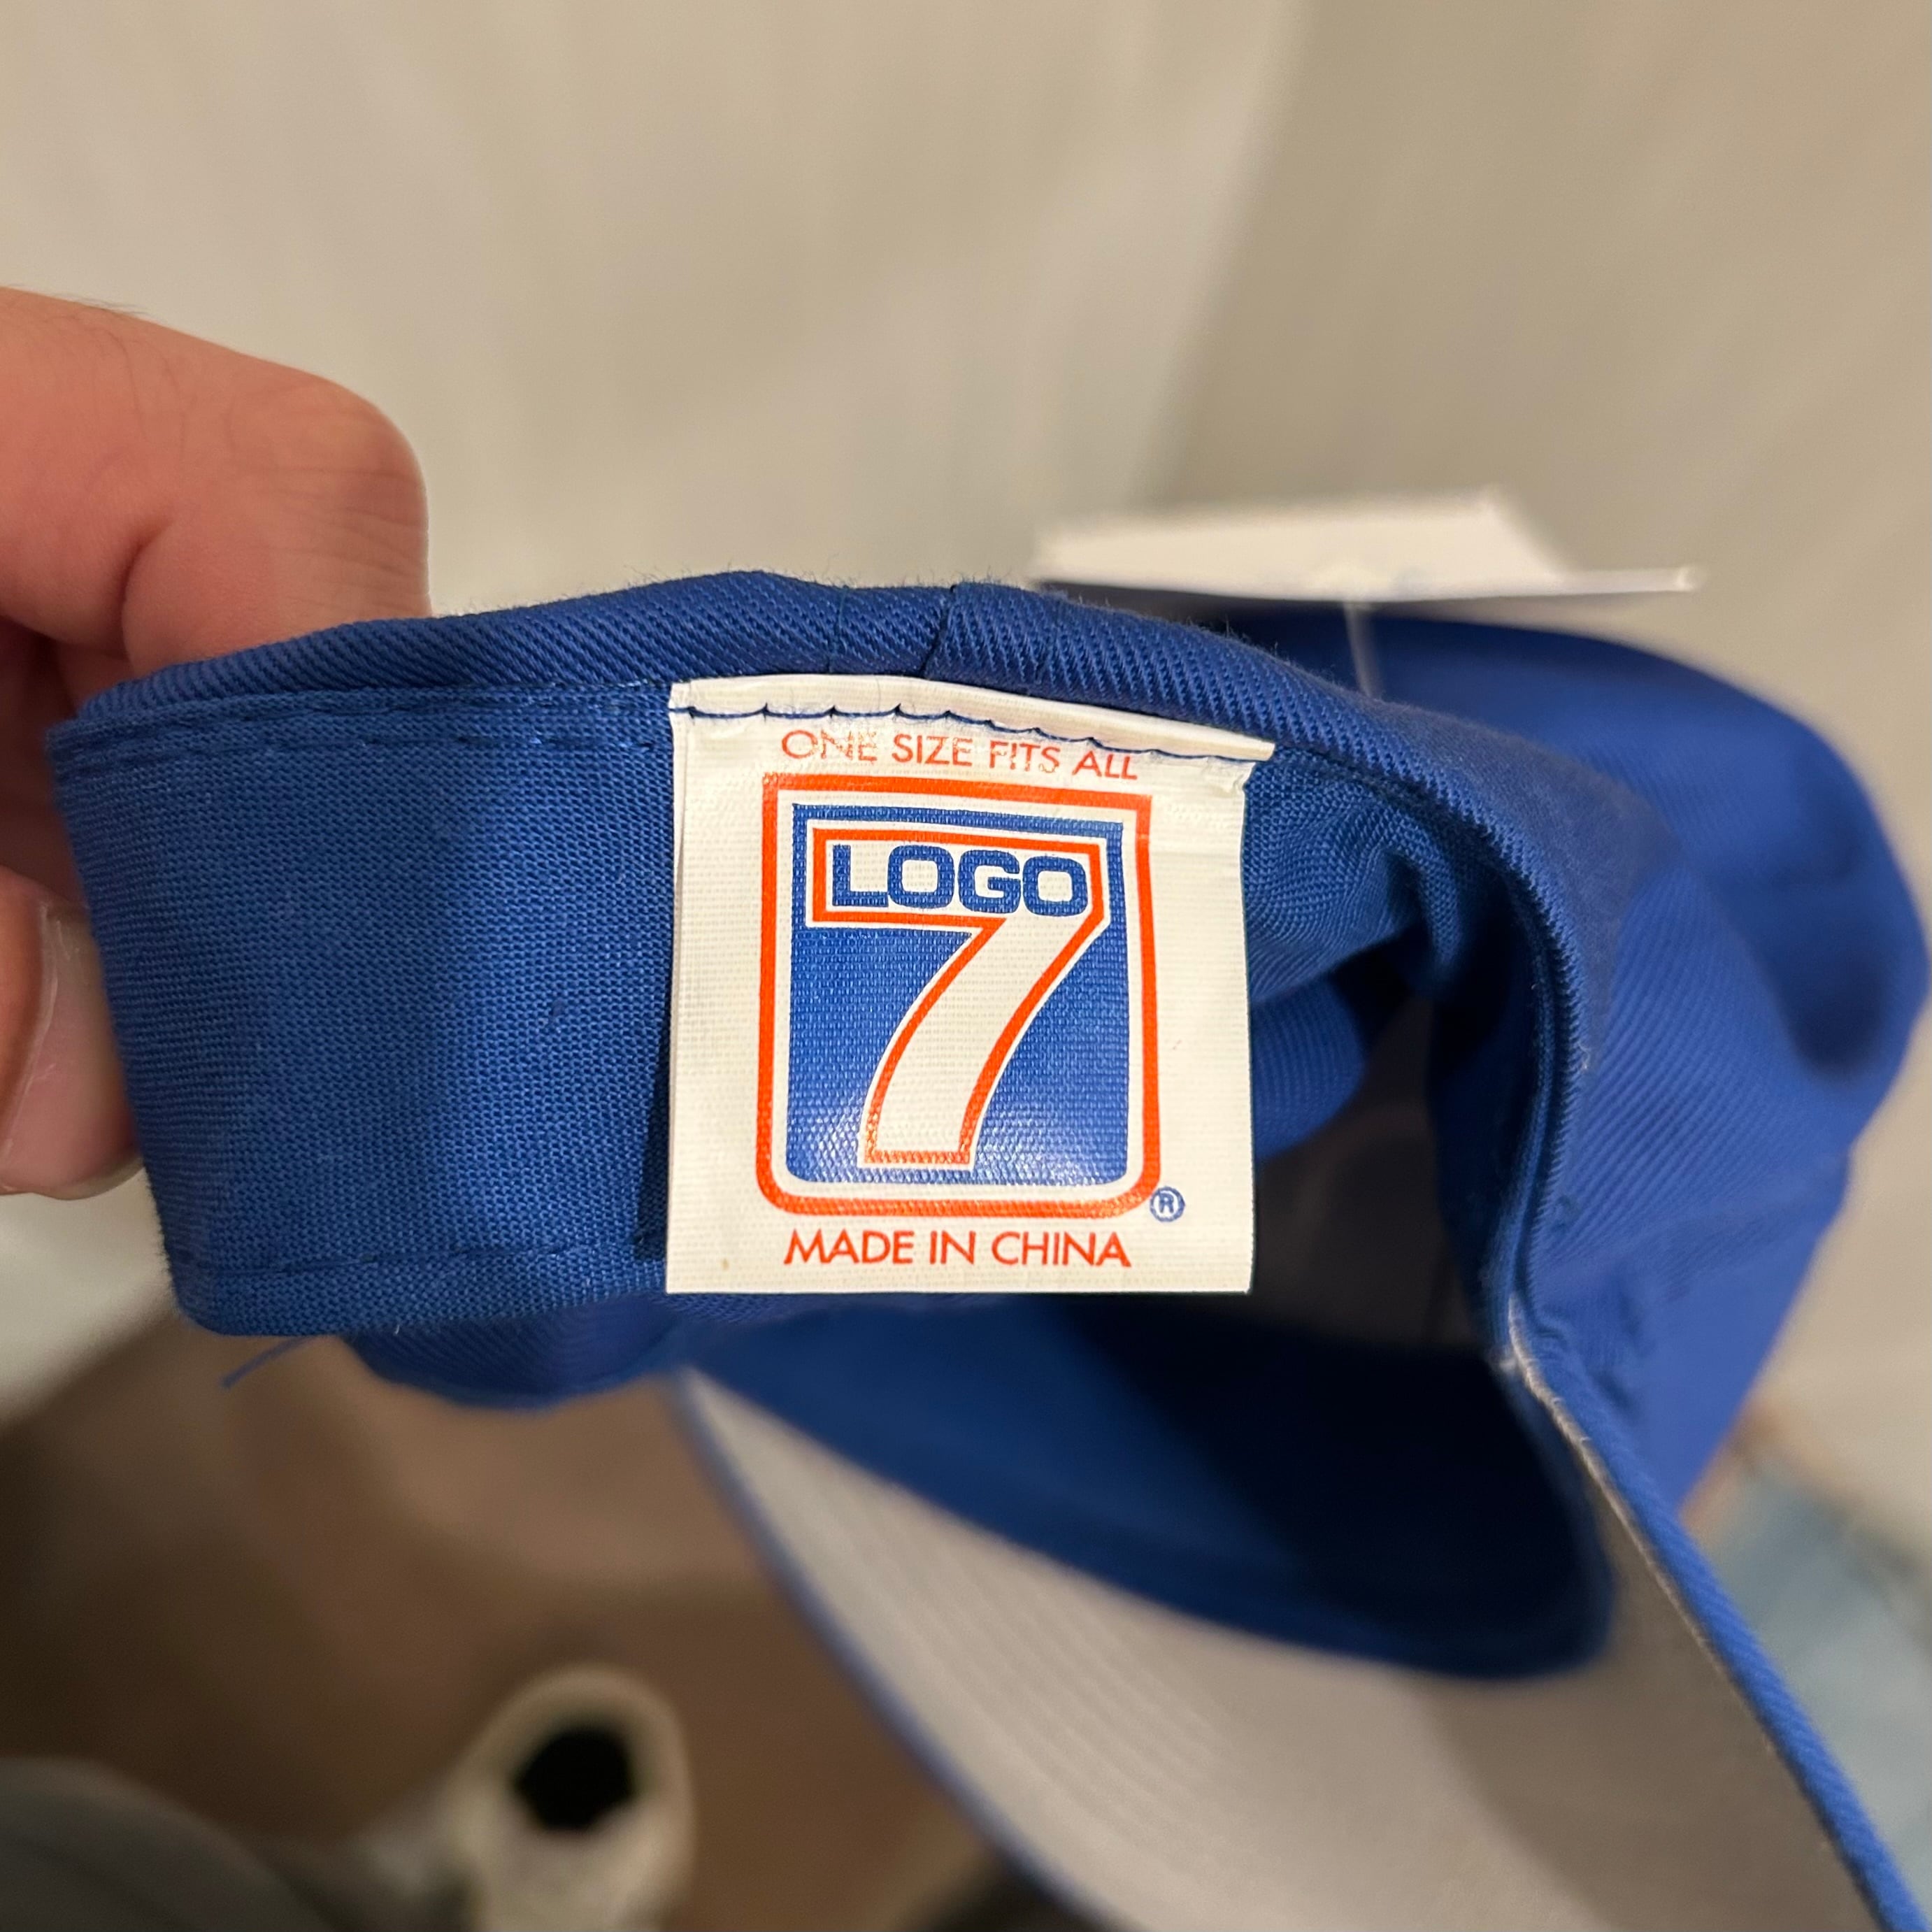 ONE SIZE FITS ALL
LOGO
7
®
MADE IN CHINA